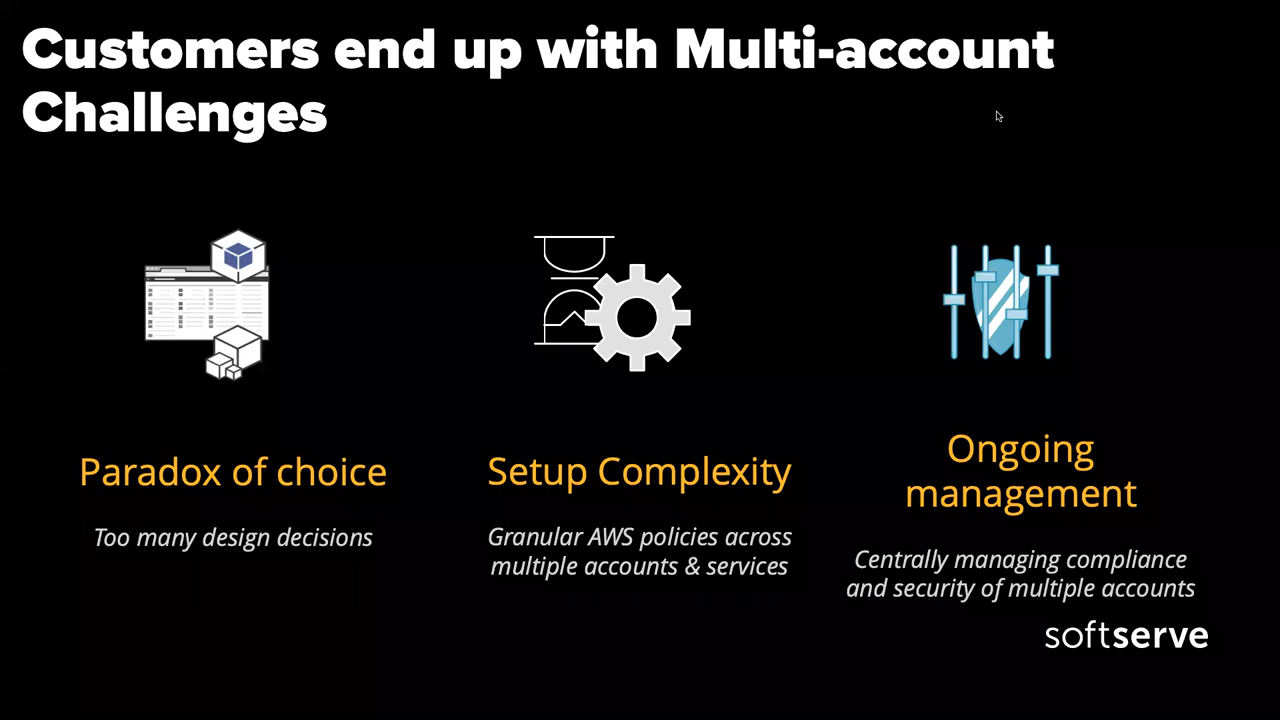 Customers end up with Multi-account
Challenges
Paradox of choice
Too many design decisions
Setup Complexity
Granular AWS policies across
multiple accounts & services
Ongoing
management
Centrally managing compliance
and security of multiple accounts
softserve